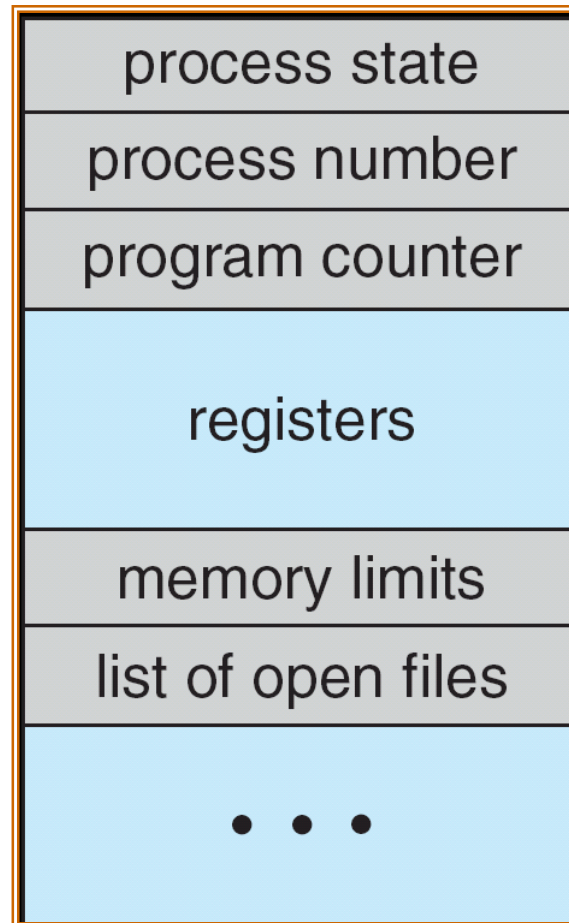 process state
process number
program counter
registers
memory limits
list of open files
• • •